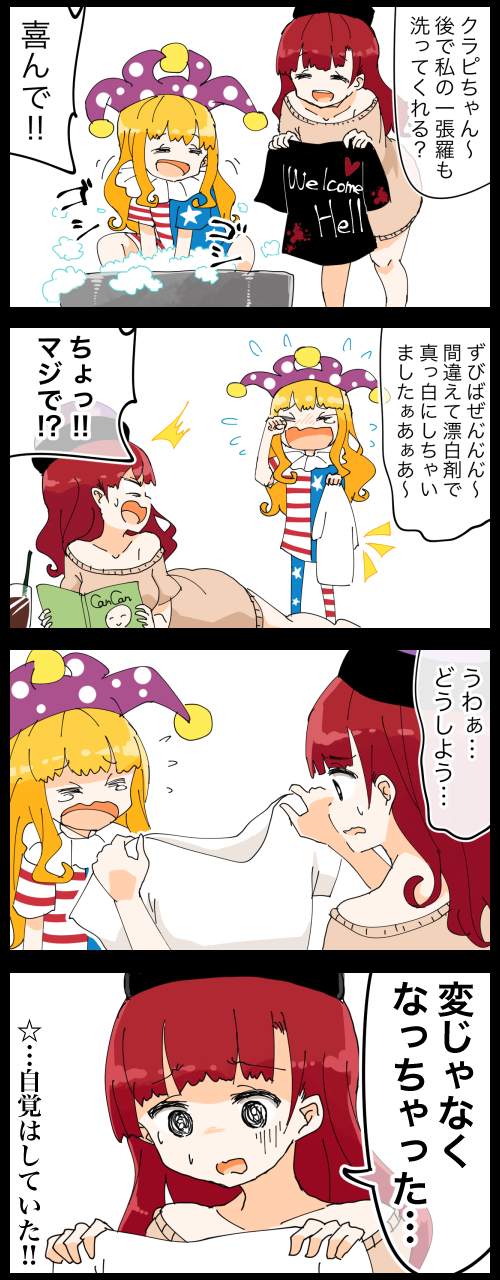 クラピちゃん〜
後で私の一張羅も
洗ってくれる?
Welcome
Hell
喜んで!!
ゴシ
ゴシ
ずびばぜんんん〜
間違えて漂白剤で
真っ白にしちゃい
ましたぁあぁあ〜
ちょっ!!
マジで!?
CanCan
うわぁ…
どうしよう…
変じゃなく
なっちゃった…
☆…自覚はしていた!!